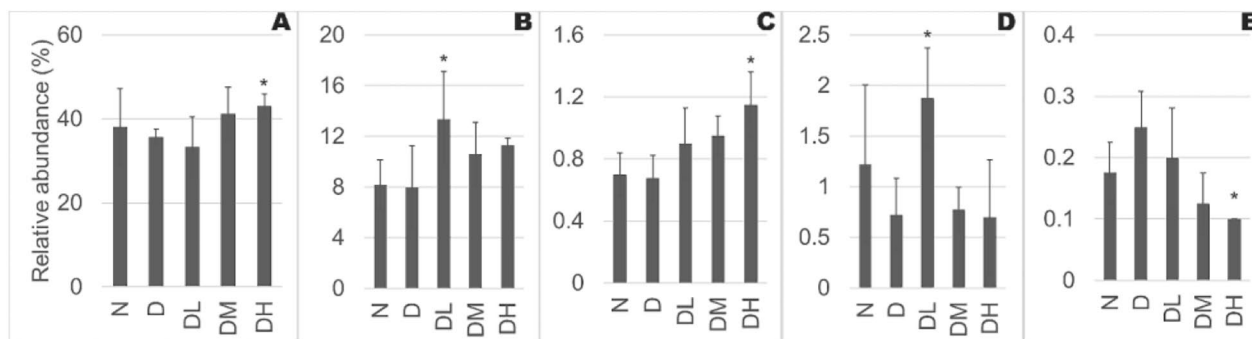 Relative abundance (%)
A
60
40
20
0
*
N
D
DL
DM
DH
B
20
16
12
8
4
0
*
N
D
DL
DM
DH
C
1.6
1.2
0.8
0.4
0
*
N
D
DL
DM
DH
D
2.5
2
1.5
1
0.5
0
*
N
D
DL
DM
DH
E
0.4
0.3
0.2
0.1
0
*
N
D
DL
DM
DH